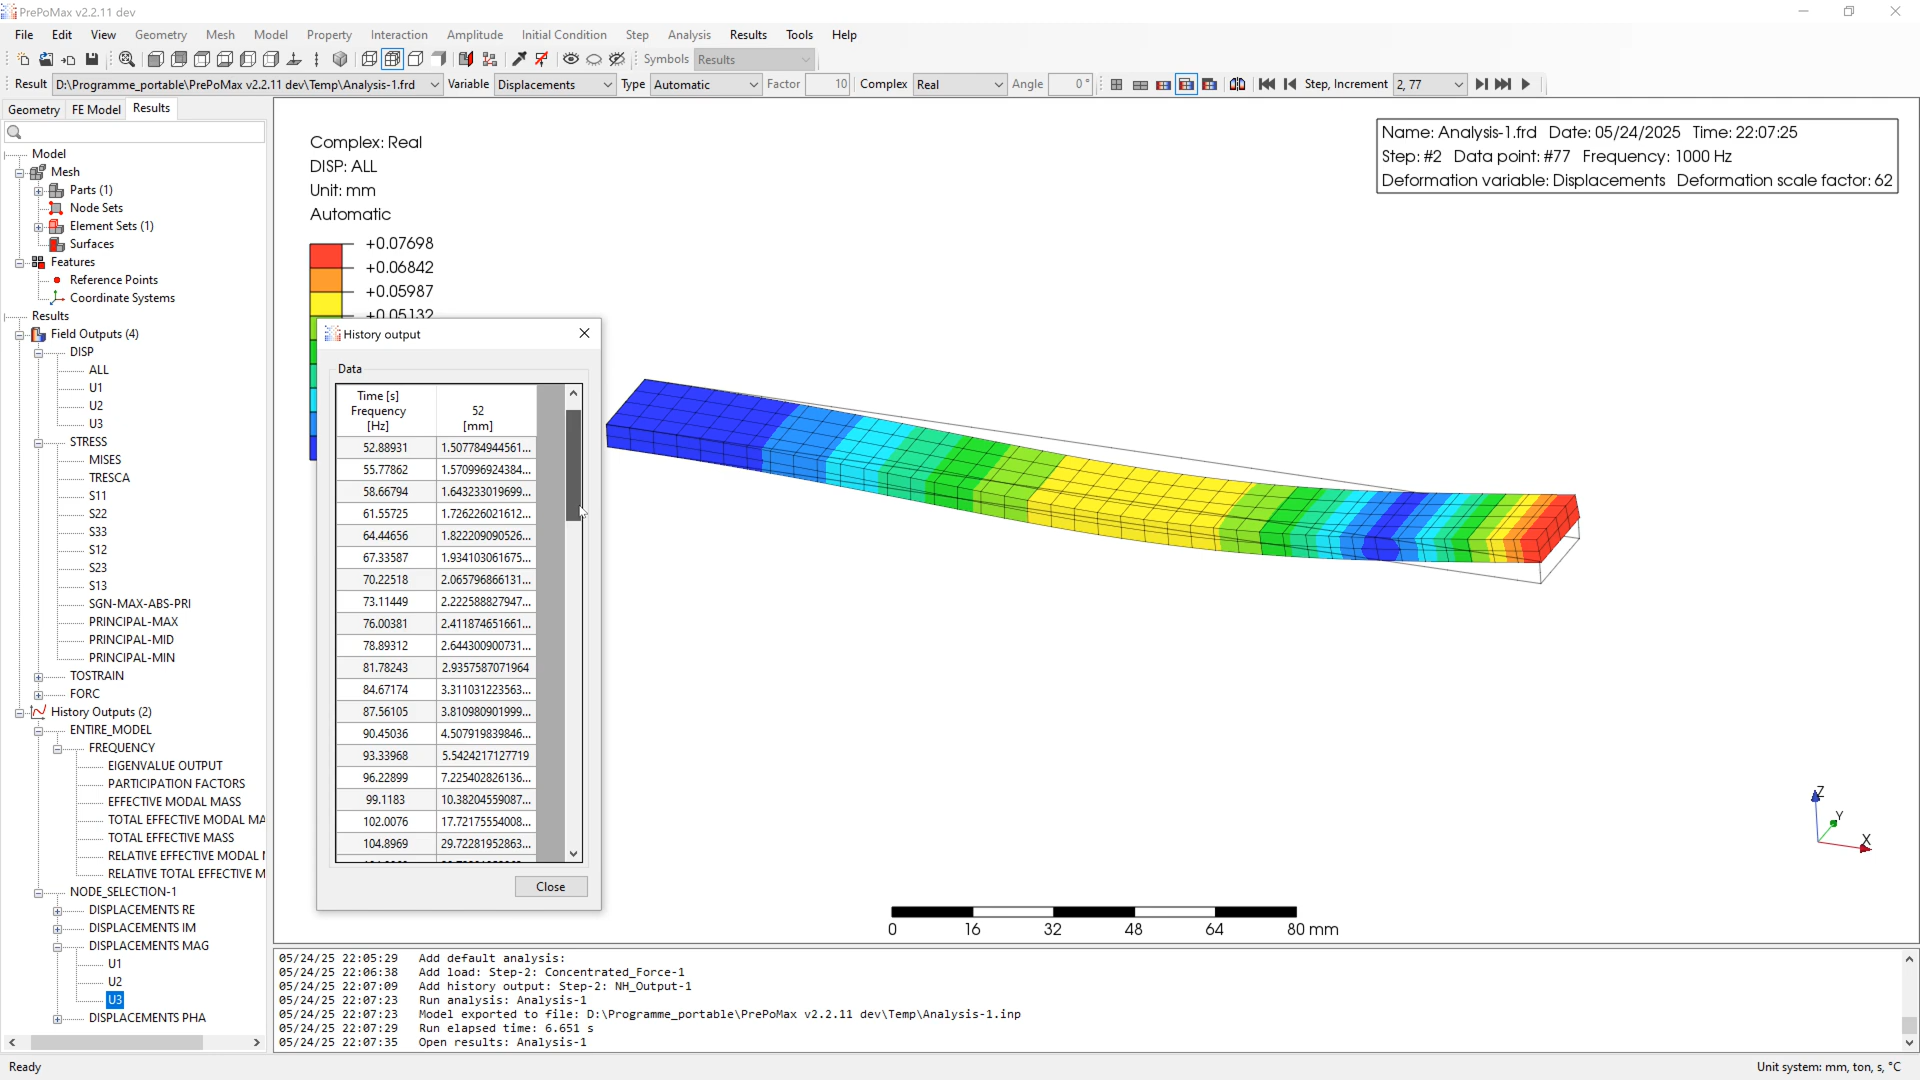 PrePoMax v2.2.11 dev
File Edit View Geometry Mesh Model Property Interaction Amplitude Initial Condition Step Analysis Results Tools Help
Symbols Results
Result D:\Programme_portable\PrePoMax v2.2.11 dev\Temp\Analysis-1.frd Variable Displacements Type Automatic Factor 10 Complex Real Angle 0° Step, Increment 2, 77
Geometry FE Model Results
Model
Mesh
Parts (1)
Node Sets
Element Sets (1)
Surfaces
Features
Reference Points
Coordinate Systems
Results
Field Outputs (4)
DISP
ALL
U1
U2
U3
STRESS
MISES
TRESCA
S11
S22
S33
S12
S23
S13
SGN-MAX-ABS-PRI
PRINCIPAL-MAX
PRINCIPAL-MID
PRINCIPAL-MIN
TOSTRAIN
FORC
History Outputs (2)
ENTIRE_MODEL
FREQUENCY
EIGENVALUE OUTPUT
PARTICIPATION FACTORS
EFFECTIVE MODAL MASS
TOTAL EFFECTIVE MODAL MA
TOTAL EFFECTIVE MASS
RELATIVE EFFECTIVE MODAL
RELATIVE TOTAL EFFECTIVE M
NODE_SELECTION-1
DISPLACEMENTS RE
DISPLACEMENTS IM
DISPLACEMENTS MAG
U1
U2
U3
DISPLACEMENTS PHA
Complex: Real
DISP: ALL
Unit: mm
Automatic
+0.07698
+0.06842
+0.05987
+0.05132
Name: Analysis-1.frd Date: 05/24/2025 Time: 22:07:25
Step: #2 Data point: #77 Frequency: 1000 Hz
Deformation variable: Displacements Deformation scale factor: 62
History output
Data
Time [s] Frequency [Hz] 52 [mm]
52.88931 1.507784944561...
55.77862 1.570996924384...
58.66794 1.643233019699...
61.55725 1.726226021612...
64.44656 1.822209090526...
67.33587 1.934103061675...
70.22518 2.065796866131...
73.11449 2.222588827947...
76.00381 2.411874651661...
78.89312 2.644300900731...
81.78243 2.9357587071964
84.67174 3.311031223563...
87.56105 3.810980901999...
90.45036 4.507919839846...
93.33968 5.5424217127719
96.22899 7.225402826136...
99.1183 10.38204559087...
102.0076 17.72175554008...
104.8969 29.72281952863...
Close
Z
Y
X
0 16 32 48 64 80 mm
05/24/25 22:05:29 Add default analysis:
05/24/25 22:06:38 Add load: Step-2: Concentrated_Force-1
05/24/25 22:07:09 Add history output: Step-2: NH_Output-1
05/24/25 22:07:23 Run analysis: Analysis-1
05/24/25 22:07:23 Model exported to file: D:\Programme_portable\PrePoMax v2.2.11 dev\Temp\Analysis-1.inp
05/24/25 22:07:29 Run elapsed time: 6.651 s
05/24/25 22:07:35 Open results: Analysis-1
Ready
Unit system: mm, ton, s, °C